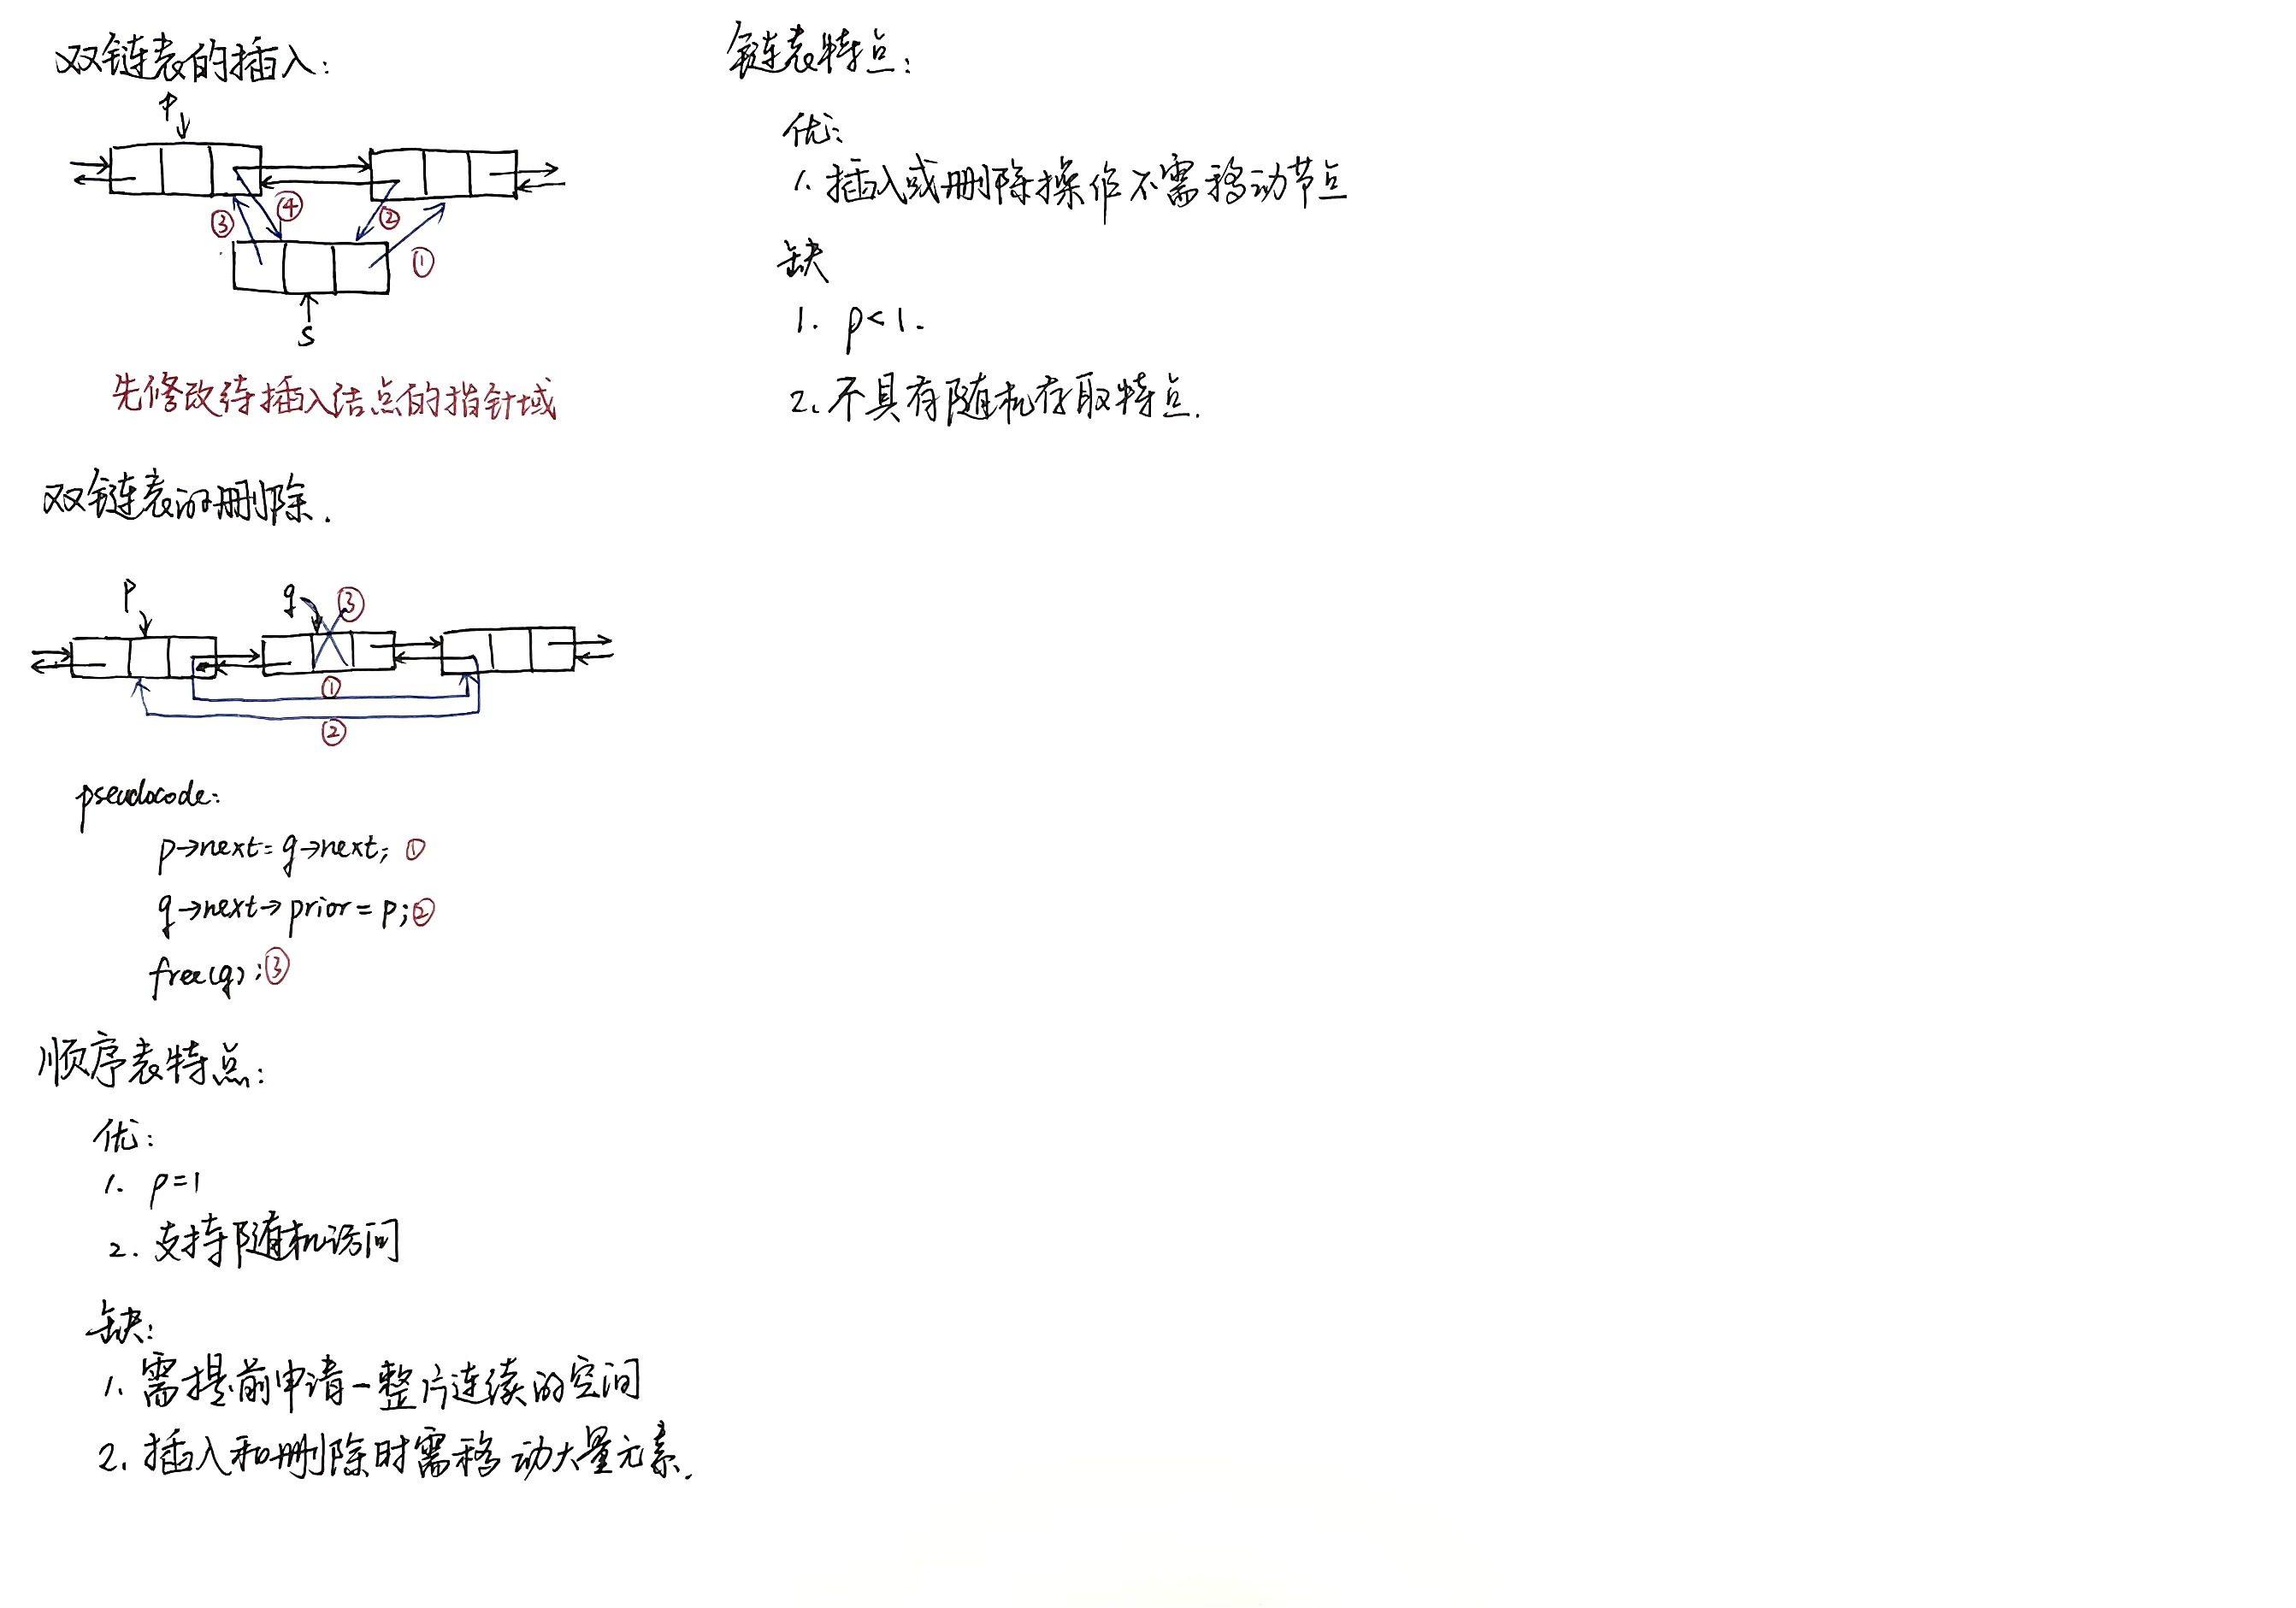 双链表的插入:
p
③ ④ ② ①
s
先修改待插入结点的指针域
双链表的删除.
p q ③
①
②
pseudocode:
p→next=q→next; ①
q→next→prior=p; ②
free(q); ③
顺序表特点:
优:
1. ρ=1
2. 支持随机访问
缺:
1. 需提前申请一整片连续的空间
2. 插入和删除时需移动大量元素.
链表特点:
优:
1. 插入或删除操作不需移动节点
缺
1. ρ<1.
2. 不具有随机存取特点.